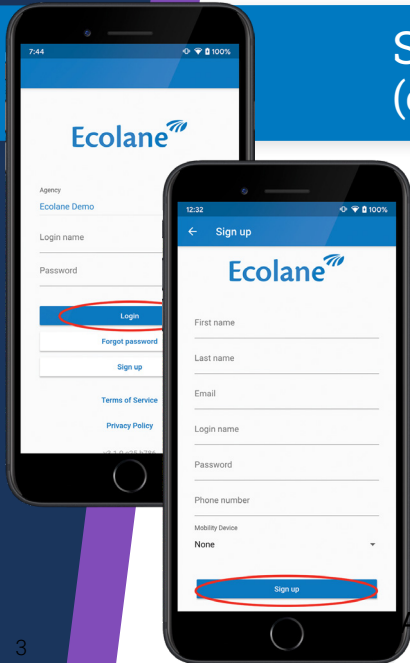 7:44
100%
Ecolane
Agency
Ecolane Demo
Login name
Password
Login
Forgot password
Sign up
Terms of Service
Privacy Policy
12:32
100%
Sign up
Ecolane
First name
Last name
Email
Login name
Password
Phone number
Mobility Device
None
Sign up
3